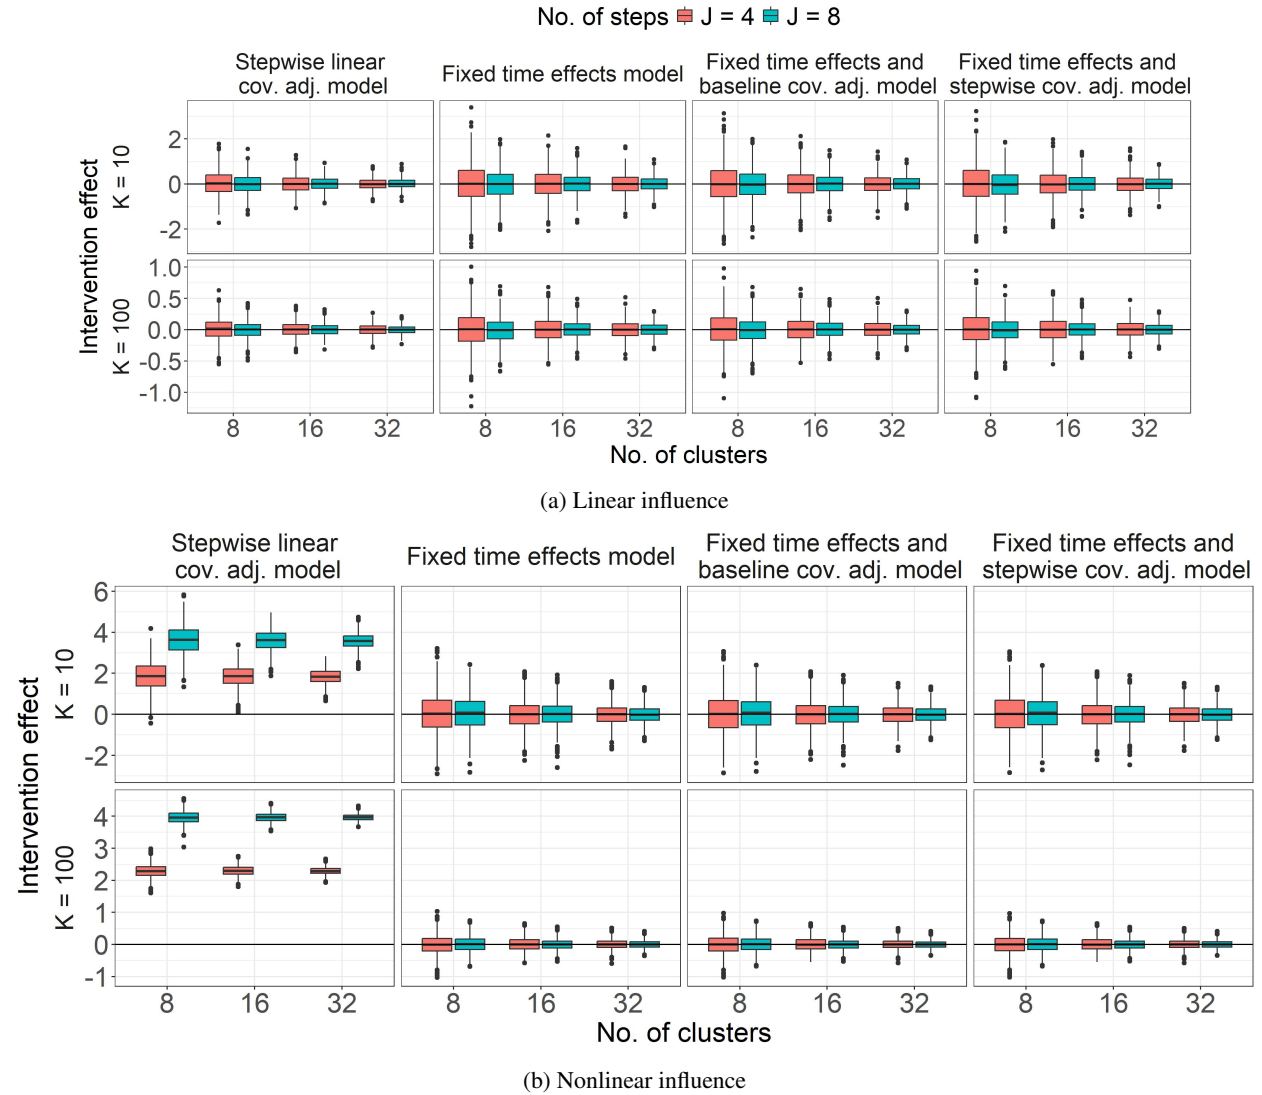 No. of steps J = 4 J = 8
Stepwise linear
cov. adj. model
Fixed time effects model
Fixed time effects and
baseline cov. adj. model
Fixed time effects and
stepwise cov. adj. model
Intervention effect
K = 10
2
0
-2
K = 100
1.0
0.5
0.0
-0.5
-1.0
8 16 32 8 16 32 8 16 32 8 16 32
No. of clusters
(a) Linear influence
Stepwise linear
cov. adj. model
Fixed time effects model
Fixed time effects and
baseline cov. adj. model
Fixed time effects and
stepwise cov. adj. model
Intervention effect
K = 10
6
4
2
0
-2
K = 100
4
3
2
1
0
-1
8 16 32 8 16 32 8 16 32 8 16 32
No. of clusters
(b) Nonlinear influence